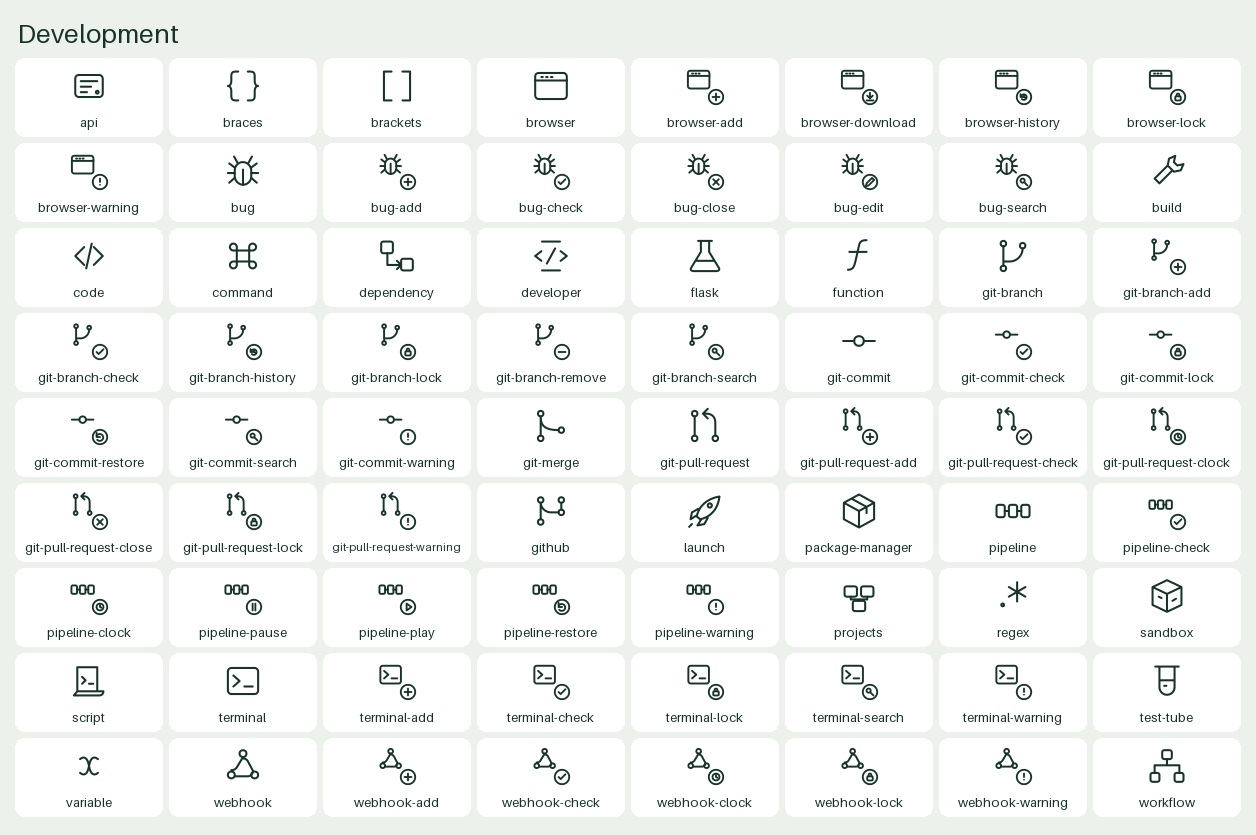 Development
api braces brackets browser browser-add browser-download browser-history browser-lock
browser-warning bug bug-add bug-check bug-close bug-edit bug-search build
code command dependency developer flask function git-branch git-branch-add
git-branch-check git-branch-history git-branch-lock git-branch-remove git-branch-search git-commit git-commit-check git-commit-lock
git-commit-restore git-commit-search git-commit-warning git-merge git-pull-request git-pull-request-add git-pull-request-check git-pull-request-clock
git-pull-request-close git-pull-request-lock git-pull-request-warning github launch package-manager pipeline pipeline-check
pipeline-clock pipeline-pause pipeline-play pipeline-restore pipeline-warning projects regex sandbox
script terminal terminal-add terminal-check terminal-lock terminal-search terminal-warning test-tube
variable webhook webhook-add webhook-check webhook-clock webhook-lock webhook-warning workflow